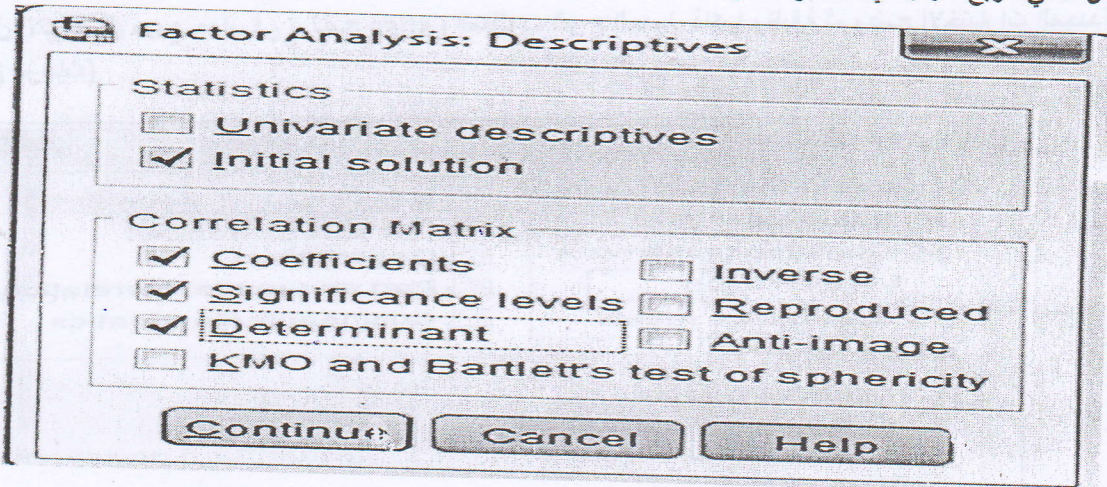 Factor Analysis: Descriptives
Statistics
Univariate descriptives
Initial solution
Correlation Matrix
Coefficients
Inverse
Significance levels
Reproduced
Determinant
Anti-image
KMO and Bartlett's test of sphericity
Continue
Cancel
Help